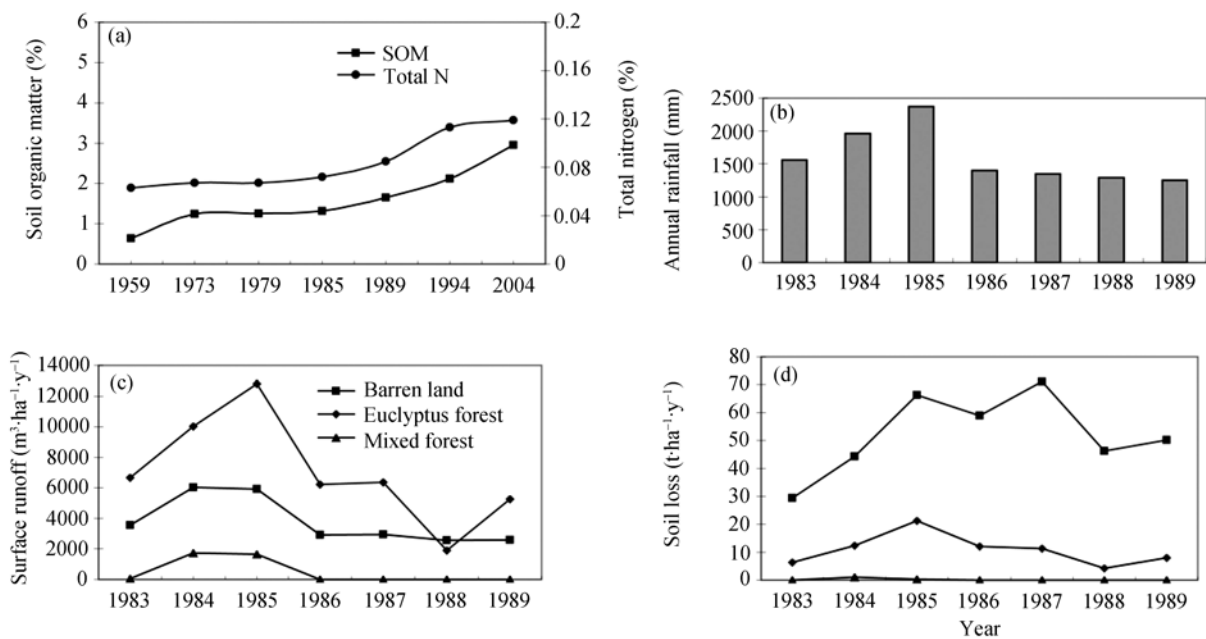 (a)
SOM
Total N
Soil organic matter (%)
6
5
4
3
2
1
0
Total nitrogen (%)
0.2
0.16
0.12
0.08
0.04
0
1959 1973 1979 1985 1989 1994 2004
(b)
Annual rainfall (mm)
2500
2000
1500
1000
500
0
1983 1984 1985 1986 1987 1988 1989
(c)
Barren land
Euclyptus forest
Mixed forest
Surface runoff (m³·ha⁻¹·y⁻¹)
14000
12000
10000
8000
6000
4000
2000
0
1983 1984 1985 1986 1987 1988 1989
(d)
Soil loss (t·ha⁻¹·y⁻¹)
80
70
60
50
40
30
20
10
0
1983 1984 1985 1986 1987 1988 1989
Year